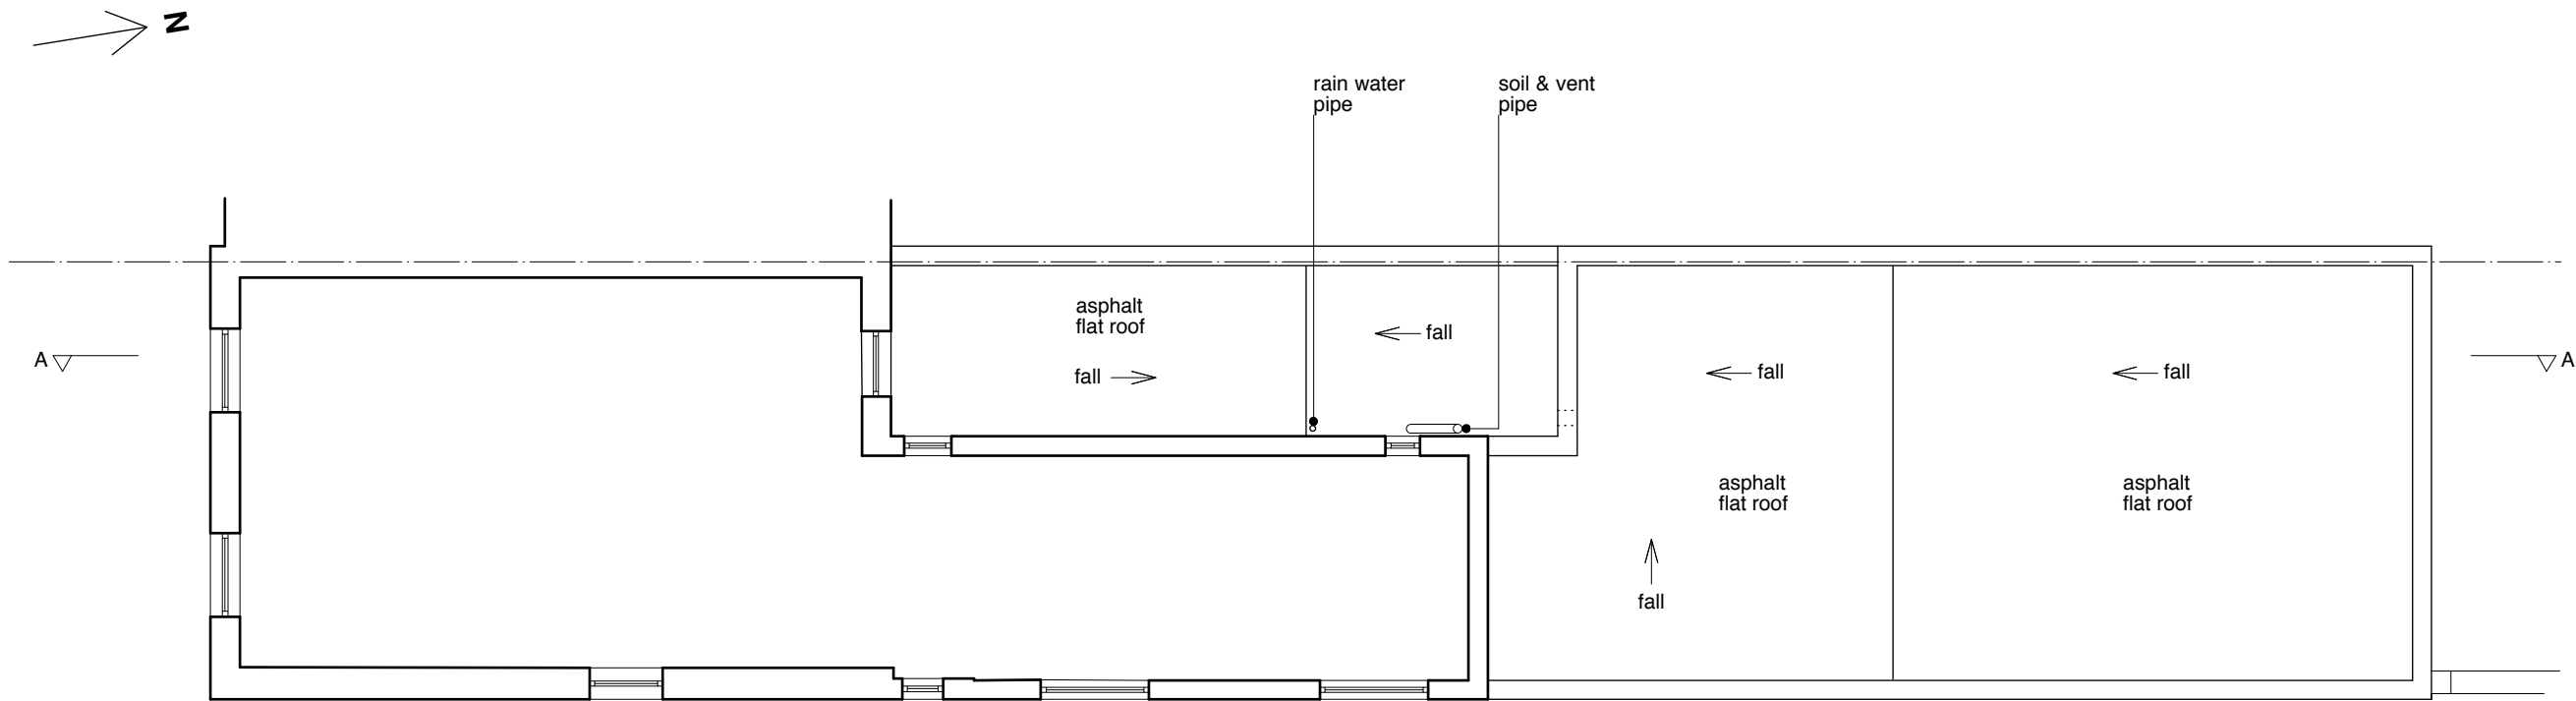 N
rain water
pipe
soil & vent
pipe
asphalt
flat roof
fall
fall
fall
fall
A
A
asphalt
flat roof
asphalt
flat roof
fall